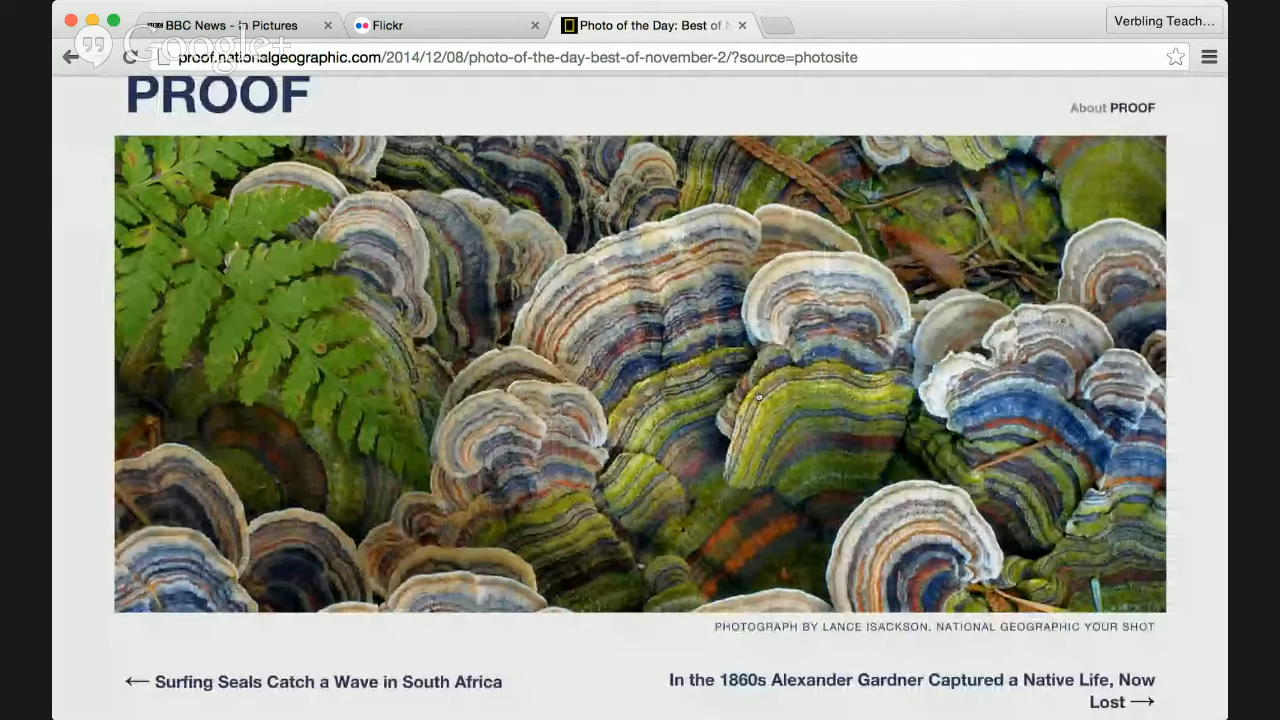 BBC News - In Pictures
Flickr
Photo of the Day: Best of N
Verbling Teach...
Google+
proof.nationalgeographic.com/2014/12/08/photo-of-the-day-best-of-november-2/?source=photosite
PROOF
About PROOF
PHOTOGRAPH BY LANCE ISACKSON, NATIONAL GEOGRAPHIC YOUR SHOT
← Surfing Seals Catch a Wave in South Africa
In the 1860s Alexander Gardner Captured a Native Life, Now
Lost →